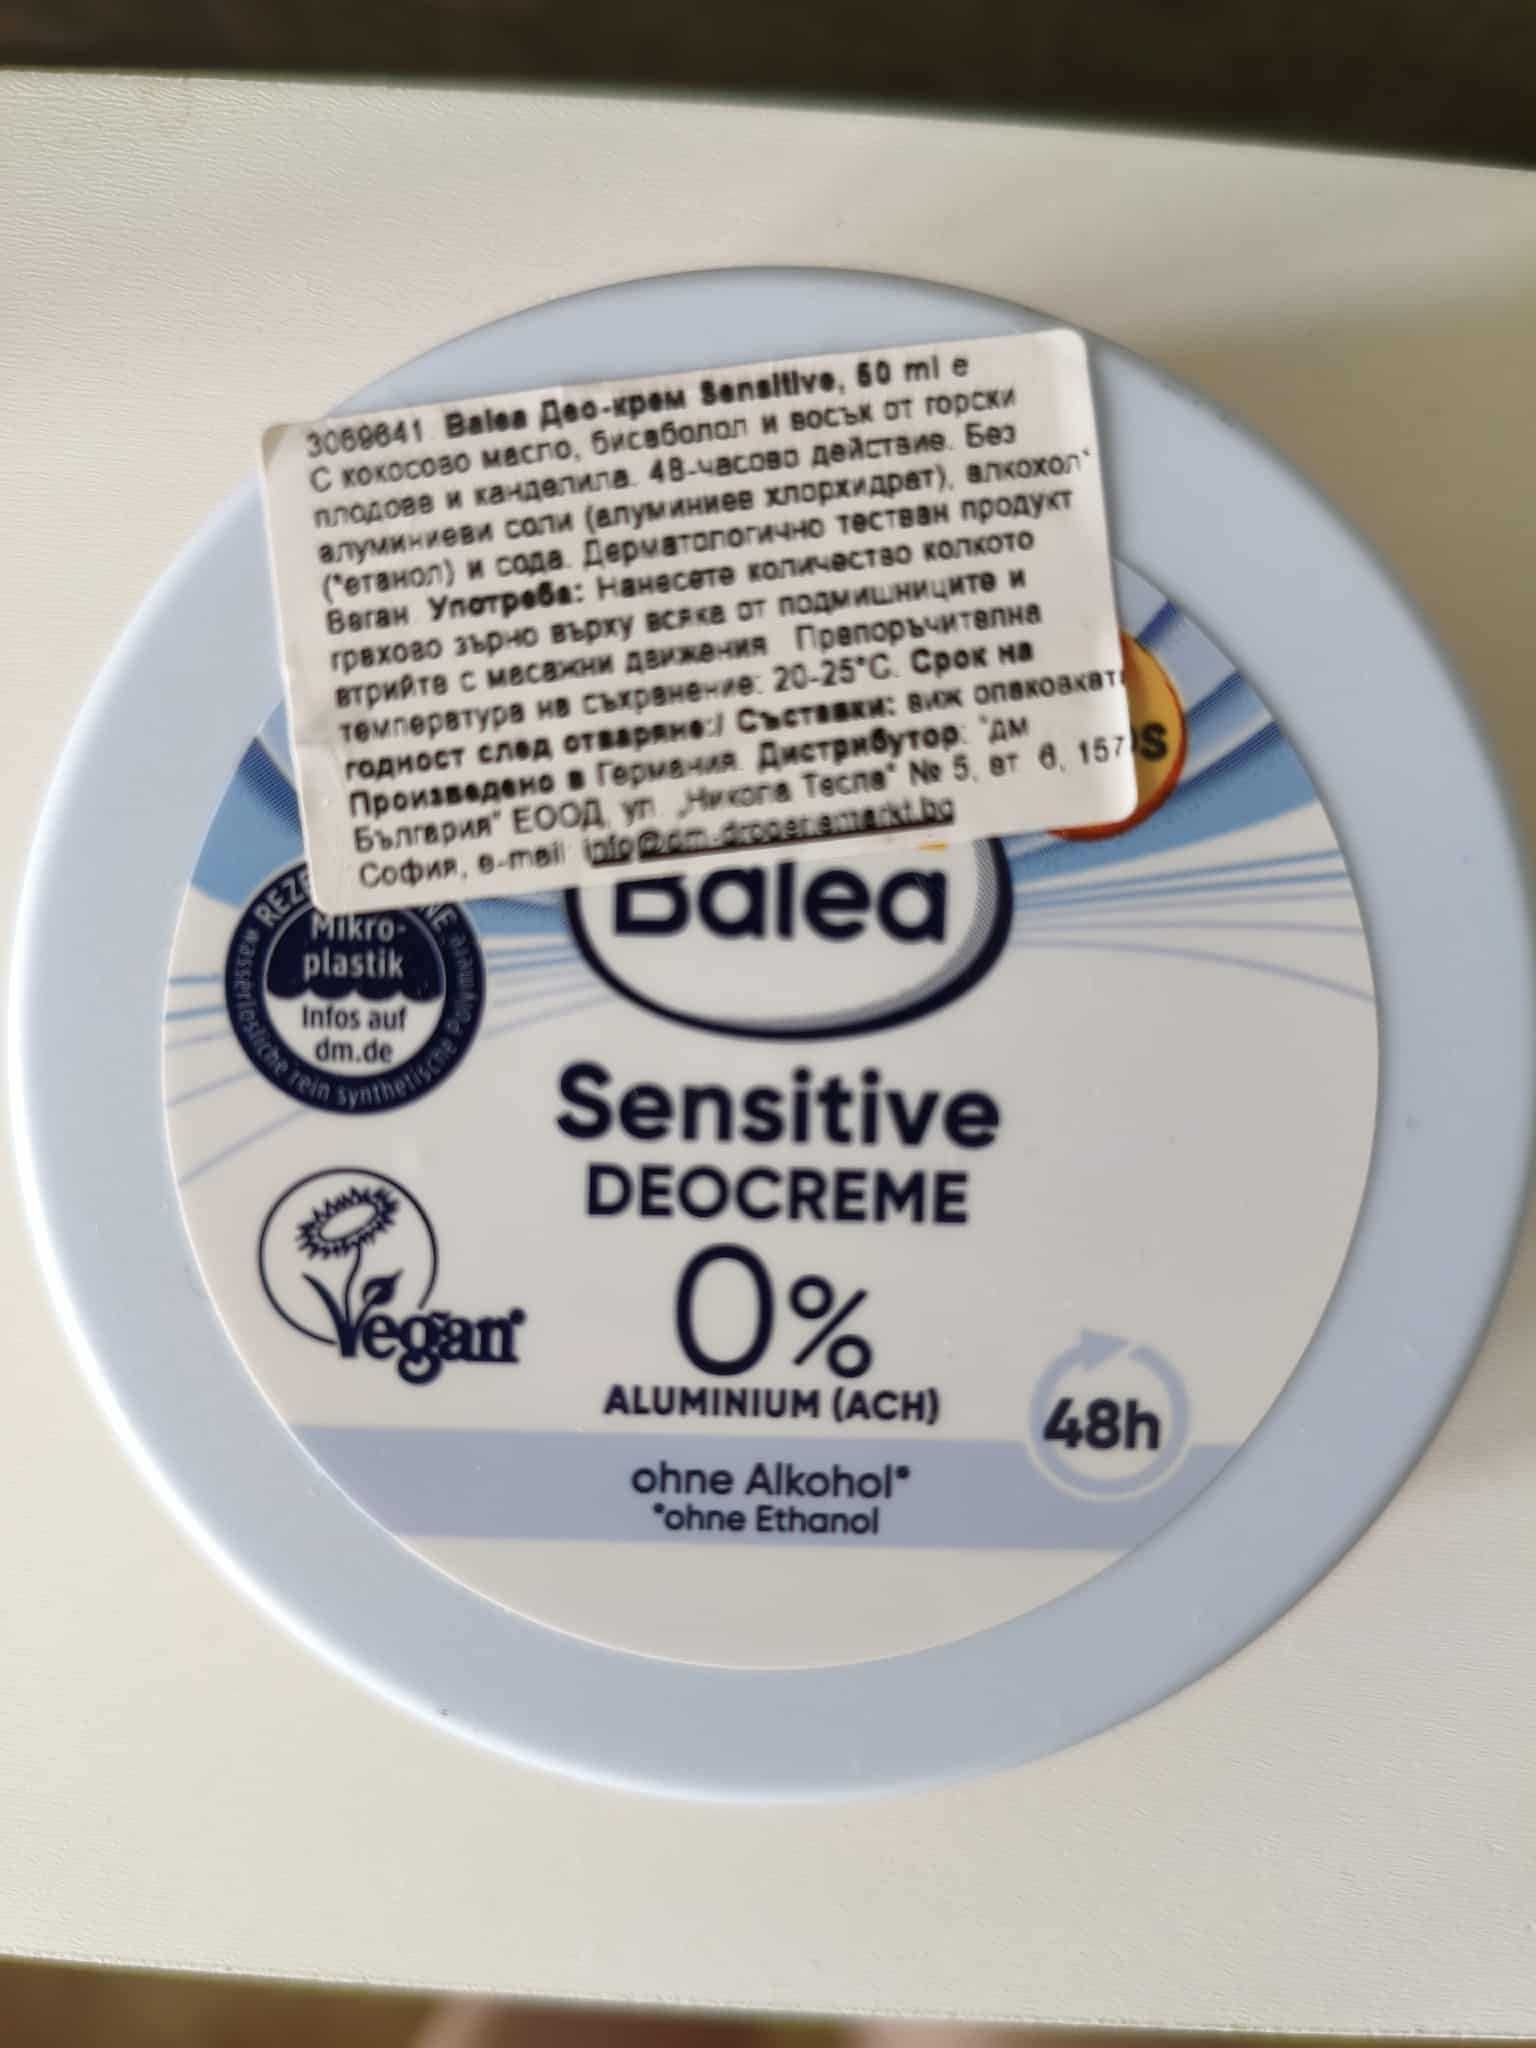 3069641 Balea Део-крем Sensitive, 50 ml e
С кокосово масло, бисаболол и восък от горски
плодове и канделила. 48-часово действие. Без
алуминиеви соли (алуминиев хлорхидрат), алкохол*
(*етанол) и сода. Дерматологично тестван продукт
Веган Употреба: Нанесете количество колкото
грахово зърно върху всяка от подмишниците и
втрийте с масажни движения Препоръчителна
температура на съхранение: 20-25°C. Срок на
годност след отваряне:/ Съставки: виж опаковката
Произведено в Германия. Дистрибутор: "дм
България" ЕООД, ул. „Никола Тесла" № 5, ет. 6, 157
София, e-mail: info@dm-drogeriemarkt.bg
s
Balea
Mikro-
plastik
Infos auf
dm.de
wasserlösliche rein synthetische Polymere
Sensitive
DEOCREME
Vegan
0%
ALUMINIUM (ACH)
48h
ohne Alkohol*
*ohne Ethanol